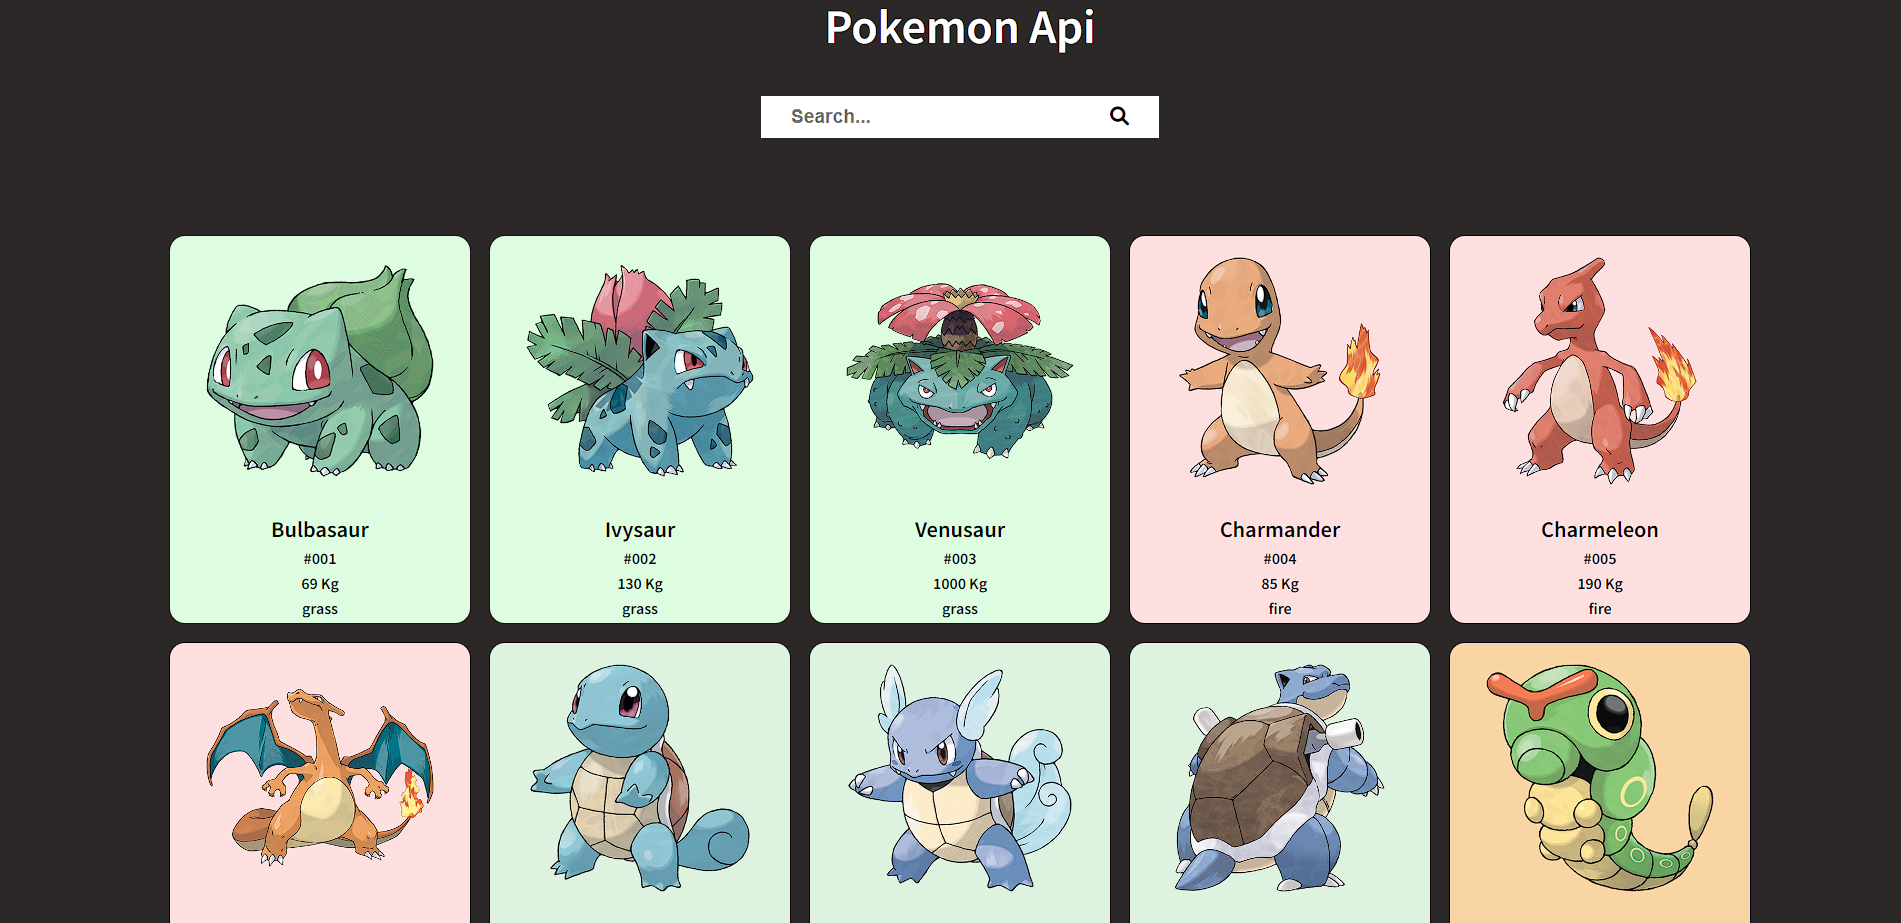 Pokemon Api
Search...
Bulbasaur
#001
69 Kg
grass
Ivysaur
#002
130 Kg
grass
Venusaur
#003
1000 Kg
grass
Charmander
#004
85 Kg
fire
Charmeleon
#005
190 Kg
fire